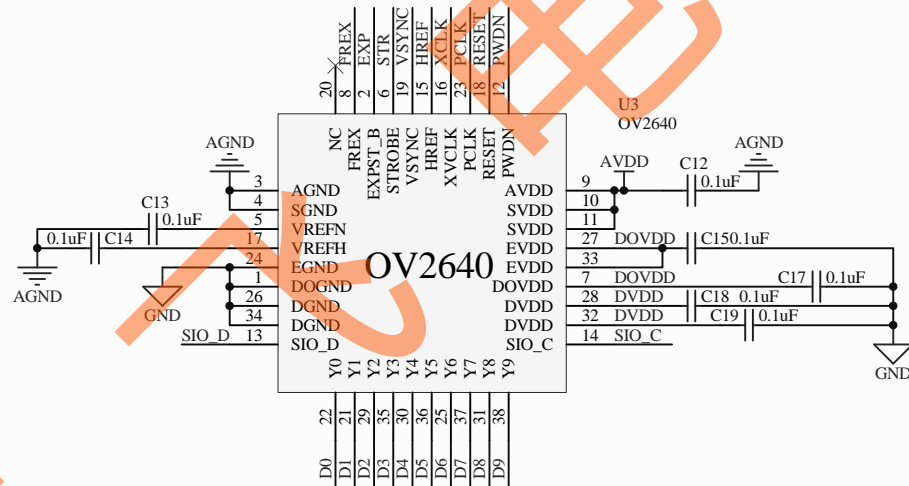 FREX
EXP
STR
VSYNC
HREF
XCLK
PCLK
RESET
PWDN
20
8
2
6
19
15
16
23
18
12
NC
FREX
EXPST_B
STROBE
VSYNC
HREF
XVCLK
PCLK
RESET
PWDN
U3
OV2640
AGND
3 AGND
4 SGND
C13
0.1uF
5 VREFN
0.1uF C14
17 VREFH
AGND
24 EGND
1 DOGND
26 DGND
GND
34 DGND
SIO_D 13 SIO_D
OV2640
AVDD
C12
0.1uF
AGND
AVDD 9
SVDD 10
SVDD 11
EVDD 27 DOVDD C15 0.1uF
EVDD 33
DOVDD 7 DOVDD C17 0.1uF
DVDD 28 DVDD C18 0.1uF
DVDD 32 DVDD C19 0.1uF
SIO_C 14 SIO_C
GND
Y0
Y1
Y2
Y3
Y4
Y5
Y6
Y7
Y8
Y9
22
21
29
35
30
36
25
37
31
38
D0
D1
D2
D3
D4
D5
D6
D7
D8
D9